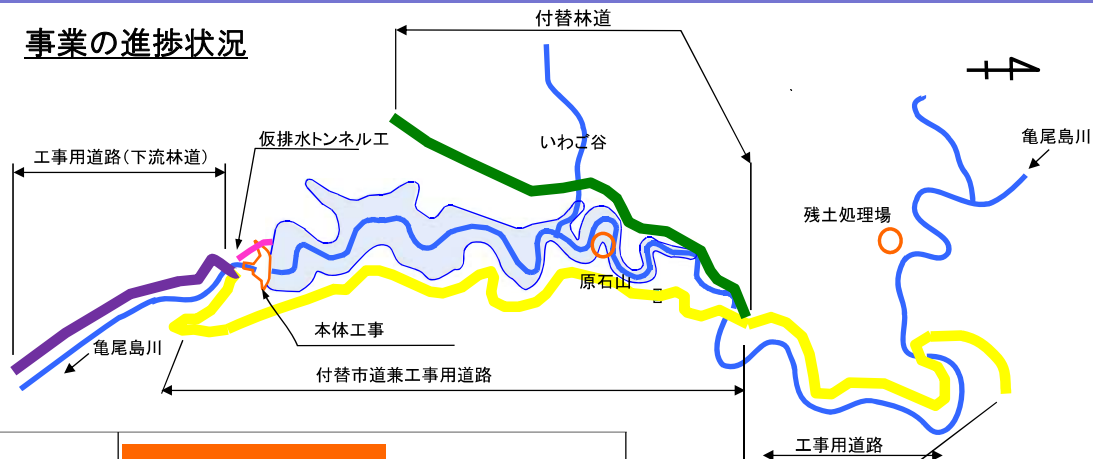 事業の進捗状況
付替林道
仮排水トンネル工
いわご谷
工事用道路(下流林道)
亀尾島川
残土処理場
原石山
本体工事
亀尾島川
付替市道兼工事用道路
工事用道路